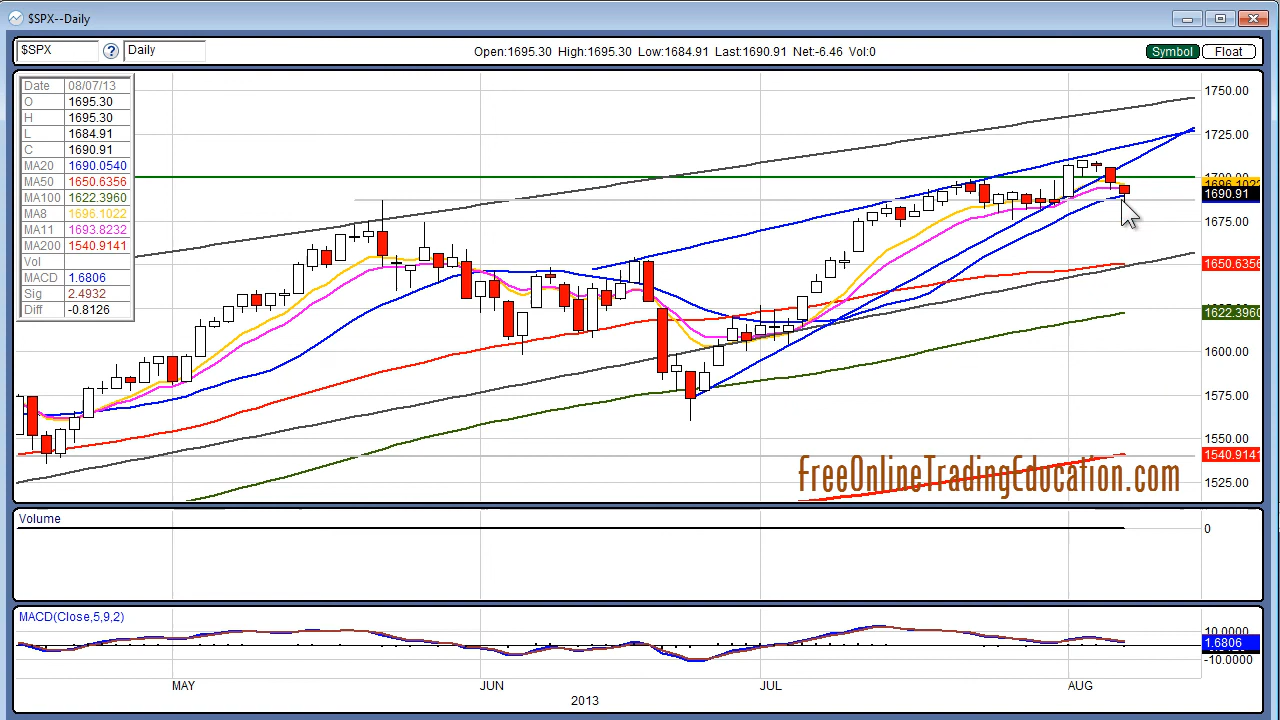 $SPX--Daily
$SPX ? Daily Open:1695.30 High:1695.30 Low:1684.91 Last:1690.91 Net:-6.46 Vol:0 Symbol Float
Date 08/07/13
O 1695.30
H 1695.30
L 1684.91
C 1690.91
MA20 1690.0540
MA50 1650.6356
MA100 1622.3960
MA8 1696.1022
MA11 1693.8232
MA200 1540.9141
Vol
MACD 1.6806
Sig 2.4932
Diff -0.8126
1750.00
1725.00
1690.91
1675.00
1650.6356
1622.3960
1600.00
1575.00
1550.00
1540.9141
1525.00
FreeOnlineTradingEducation.com
Volume
0
MACD(Close,5,9,2)
10.0000
1.6806
-10.0000
MAY JUN JUL AUG
2013